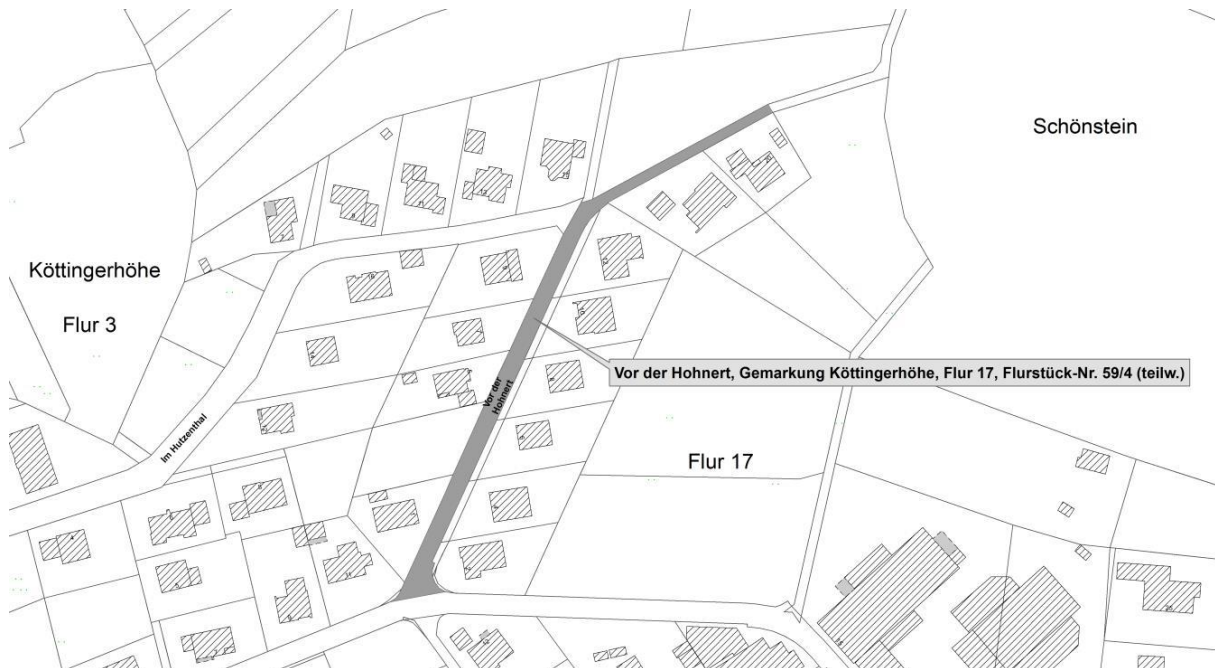 Schönstein
Köttingerhöhe
Flur 3
Vor der Hohnert, Gemarkung Köttingerhöhe, Flur 17, Flurstück-Nr. 59/4 (teilw.)
Vor der
Hohnert
Im Hutzenthal
Flur 17